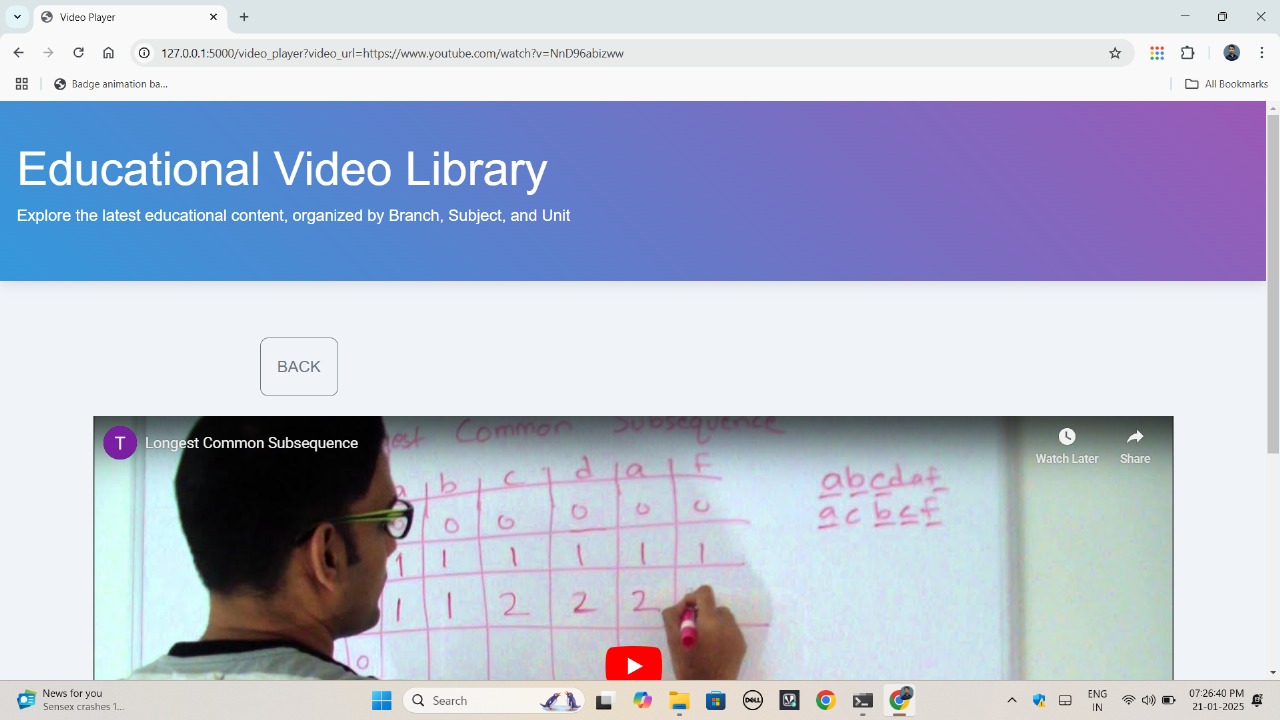 Video Player
127.0.0.1:5000/video_player?video_url=https://www.youtube.com/watch?v=NnD96abizww
Badge animation ba...
All Bookmarks
Educational Video Library
Explore the latest educational content, organized by Branch, Subject, and Unit
BACK
T
Longest Common Subsequence
Watch Later
Share
Common Subsequence
a b c d a f
0 0 0 0 0
1 1 1 1 1 1
1 1 2 2 2
0
abcdaf
acbcf
News for you
Sensex crashes 1...
Search
DELL
ENG
IN
07:26:40 PM
21-01-2025